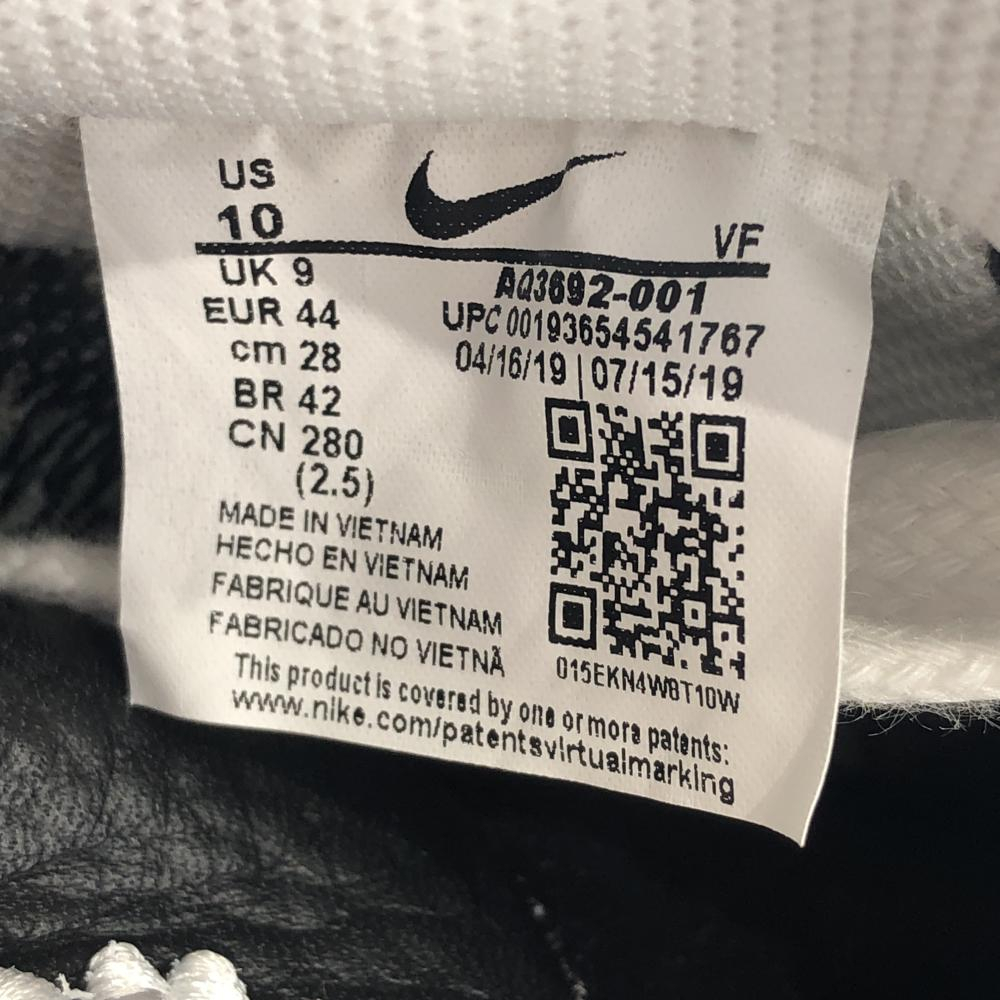 US
10
VF
UK 9
AQ3692-001
EUR 44
UPC 00193654541767
cm 28
04/16/19 | 07/15/19
BR 42
CN 280
(2.5)
MADE IN VIETNAM
HECHO EN VIETNAM
FABRIQUE AU VIETNAM
FABRICADO NO VIETNÃ
015EKN4W8T10W
This product is covered by one or more patents:
www.nike.com/patentsvirtualmarking